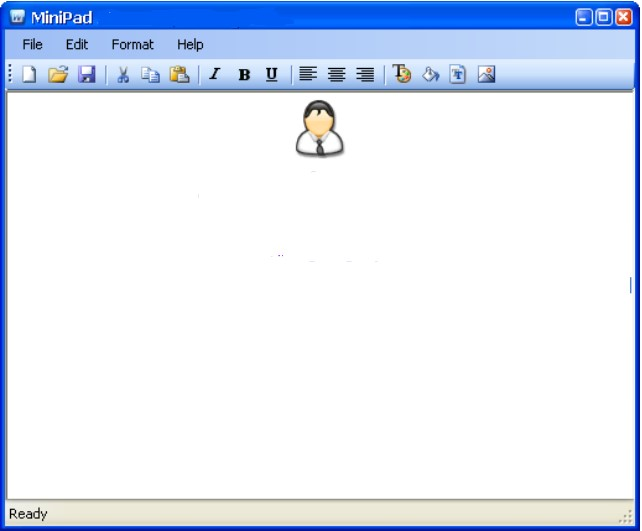 MiniPad
File Edit Format Help
I B U
Ready